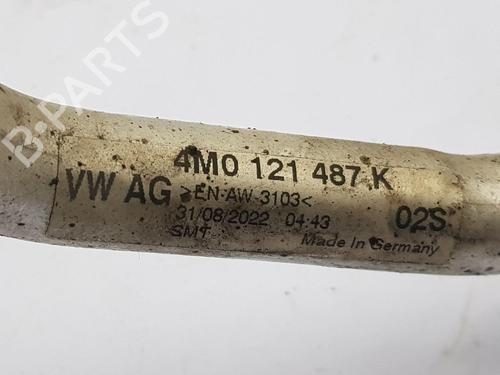 B-PARTS
4M0 121 487 K
VW AG >EN-AW-3103<
31/08/2022 04:43 02S
SMT Made In Germany